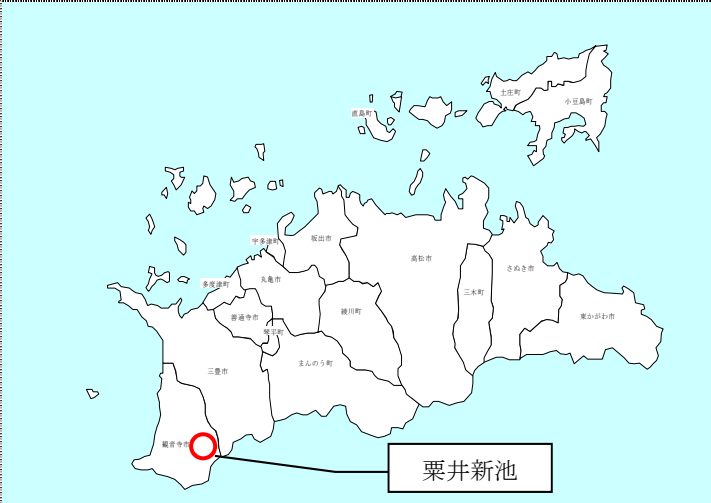 土庄町
小豆島町
直島町
宇多津町
坂出市
高松市
さぬき市
多度津町
丸亀市
三木町
善通寺市
綾川町
東かがわ市
琴平町
まんのう町
三豊市
観音寺市
粟井新池